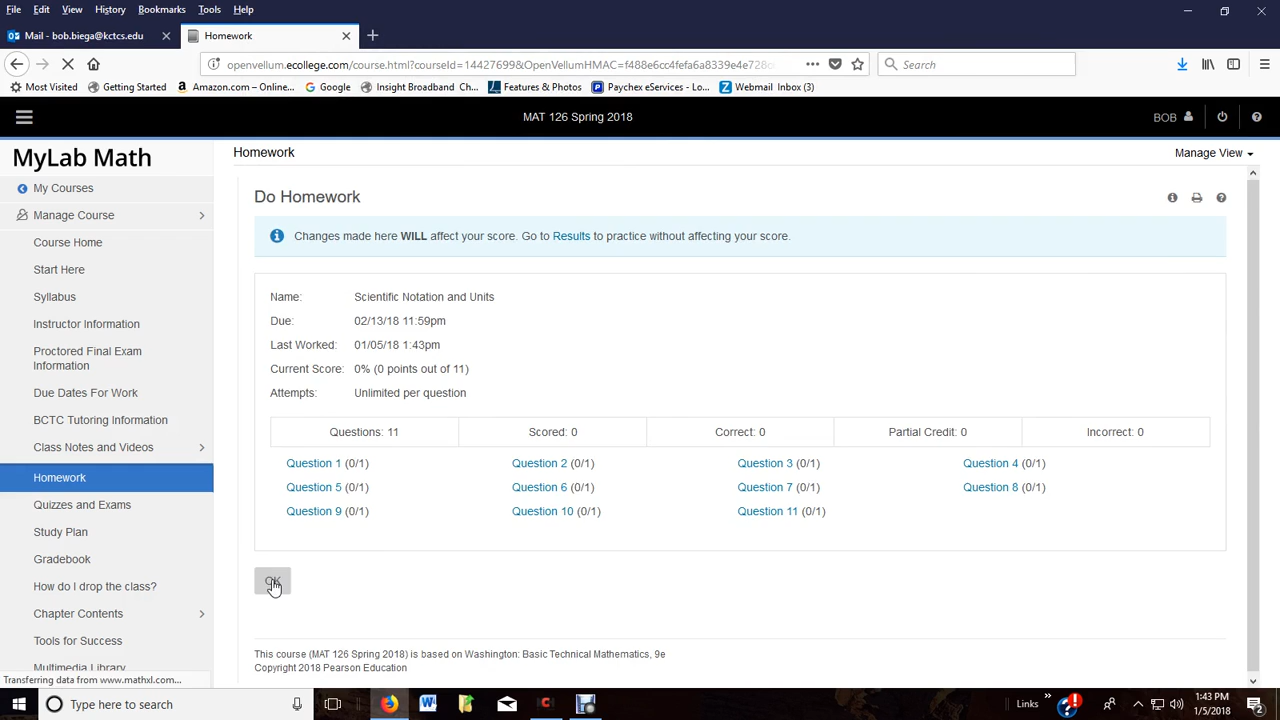 File Edit View History Bookmarks Tools Help
Mail - bob.biega@kctcs.edu Homework
openvellum.ecollege.com/course.html?courseId=14427699&OpenVellumHMAC=f488e6cc4fefa6a8339e4e728 Search
Most Visited Getting Started Amazon.com – Online... Google Insight Broadband Ch... Features & Photos Paychex eServices - Lo... Webmail Inbox (3)
MAT 126 Spring 2018 BOB
MyLab Math
My Courses
Manage Course
Course Home
Start Here
Syllabus
Instructor Information
Proctored Final Exam
Information
Due Dates For Work
BCTC Tutoring Information
Class Notes and Videos
Homework
Quizzes and Exams
Study Plan
Gradebook
How do I drop the class?
Chapter Contents
Tools for Success
Multimedia Library
Transferring data from www.mathxl.com...
Homework Manage View
Do Homework
Changes made here WILL affect your score. Go to Results to practice without affecting your score.
Name: Scientific Notation and Units
Due: 02/13/18 11:59pm
Last Worked: 01/05/18 1:43pm
Current Score: 0% (0 points out of 11)
Attempts: Unlimited per question
Questions: 11 Scored: 0 Correct: 0 Partial Credit: 0 Incorrect: 0
Question 1 (0/1) Question 2 (0/1) Question 3 (0/1) Question 4 (0/1)
Question 5 (0/1) Question 6 (0/1) Question 7 (0/1) Question 8 (0/1)
Question 9 (0/1) Question 10 (0/1) Question 11 (0/1)
OK
This course (MAT 126 Spring 2018) is based on Washington: Basic Technical Mathematics, 9e
Copyright 2018 Pearson Education
Type here to search Links 1:43 PM
1/5/2018